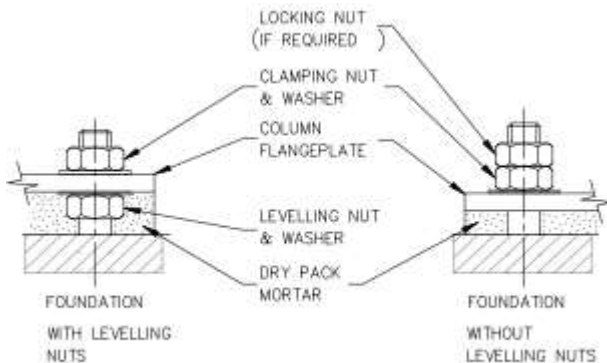 LOCKING NUT
(IF REQUIRED )
CLAMPING NUT
& WASHER
COLUMN
FLANGEPLATE
LEVELLING NUT
& WASHER
DRY PACK
MORTAR
FOUNDATION
WITH LEVELLING
NUTS
FOUNDATION
WITHOUT
LEVELLING NUTS